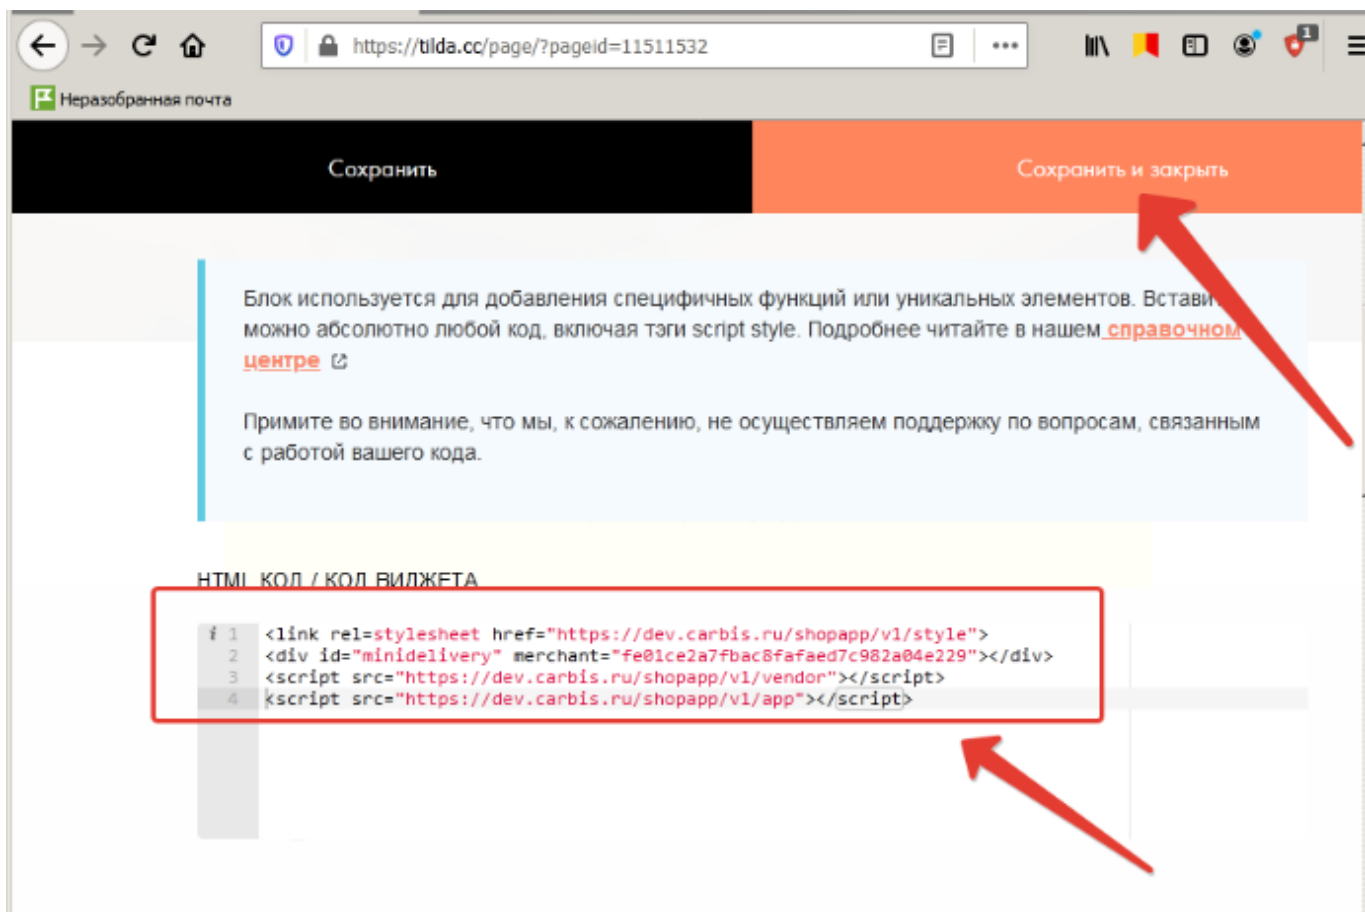 https://tilda.cc/page/?pageid=11511532
1
Неразобранная почта
Сохранить
Сохранить и закрыть
Блок используется для добавления специфичных функций или уникальных элементов. Встави
можно абсолютно любой код, включая тэги script style. Подробнее читайте в нашем справочном
центре
Примите во внимание, что мы, к сожалению, не осуществляем поддержку по вопросам, связанным
с работой вашего кода.
HTML КОД / КОД ВИДЖЕТА
i 1 <link rel=stylesheet href="https://dev.carbis.ru/shopapp/v1/style">
2 <div id="minidelivery" merchant="fe01ce2a7fbac8fafaed7c982a04e229"></div>
3 <script src="https://dev.carbis.ru/shopapp/v1/vendor"></script>
4 <script src="https://dev.carbis.ru/shopapp/v1/app"></script>